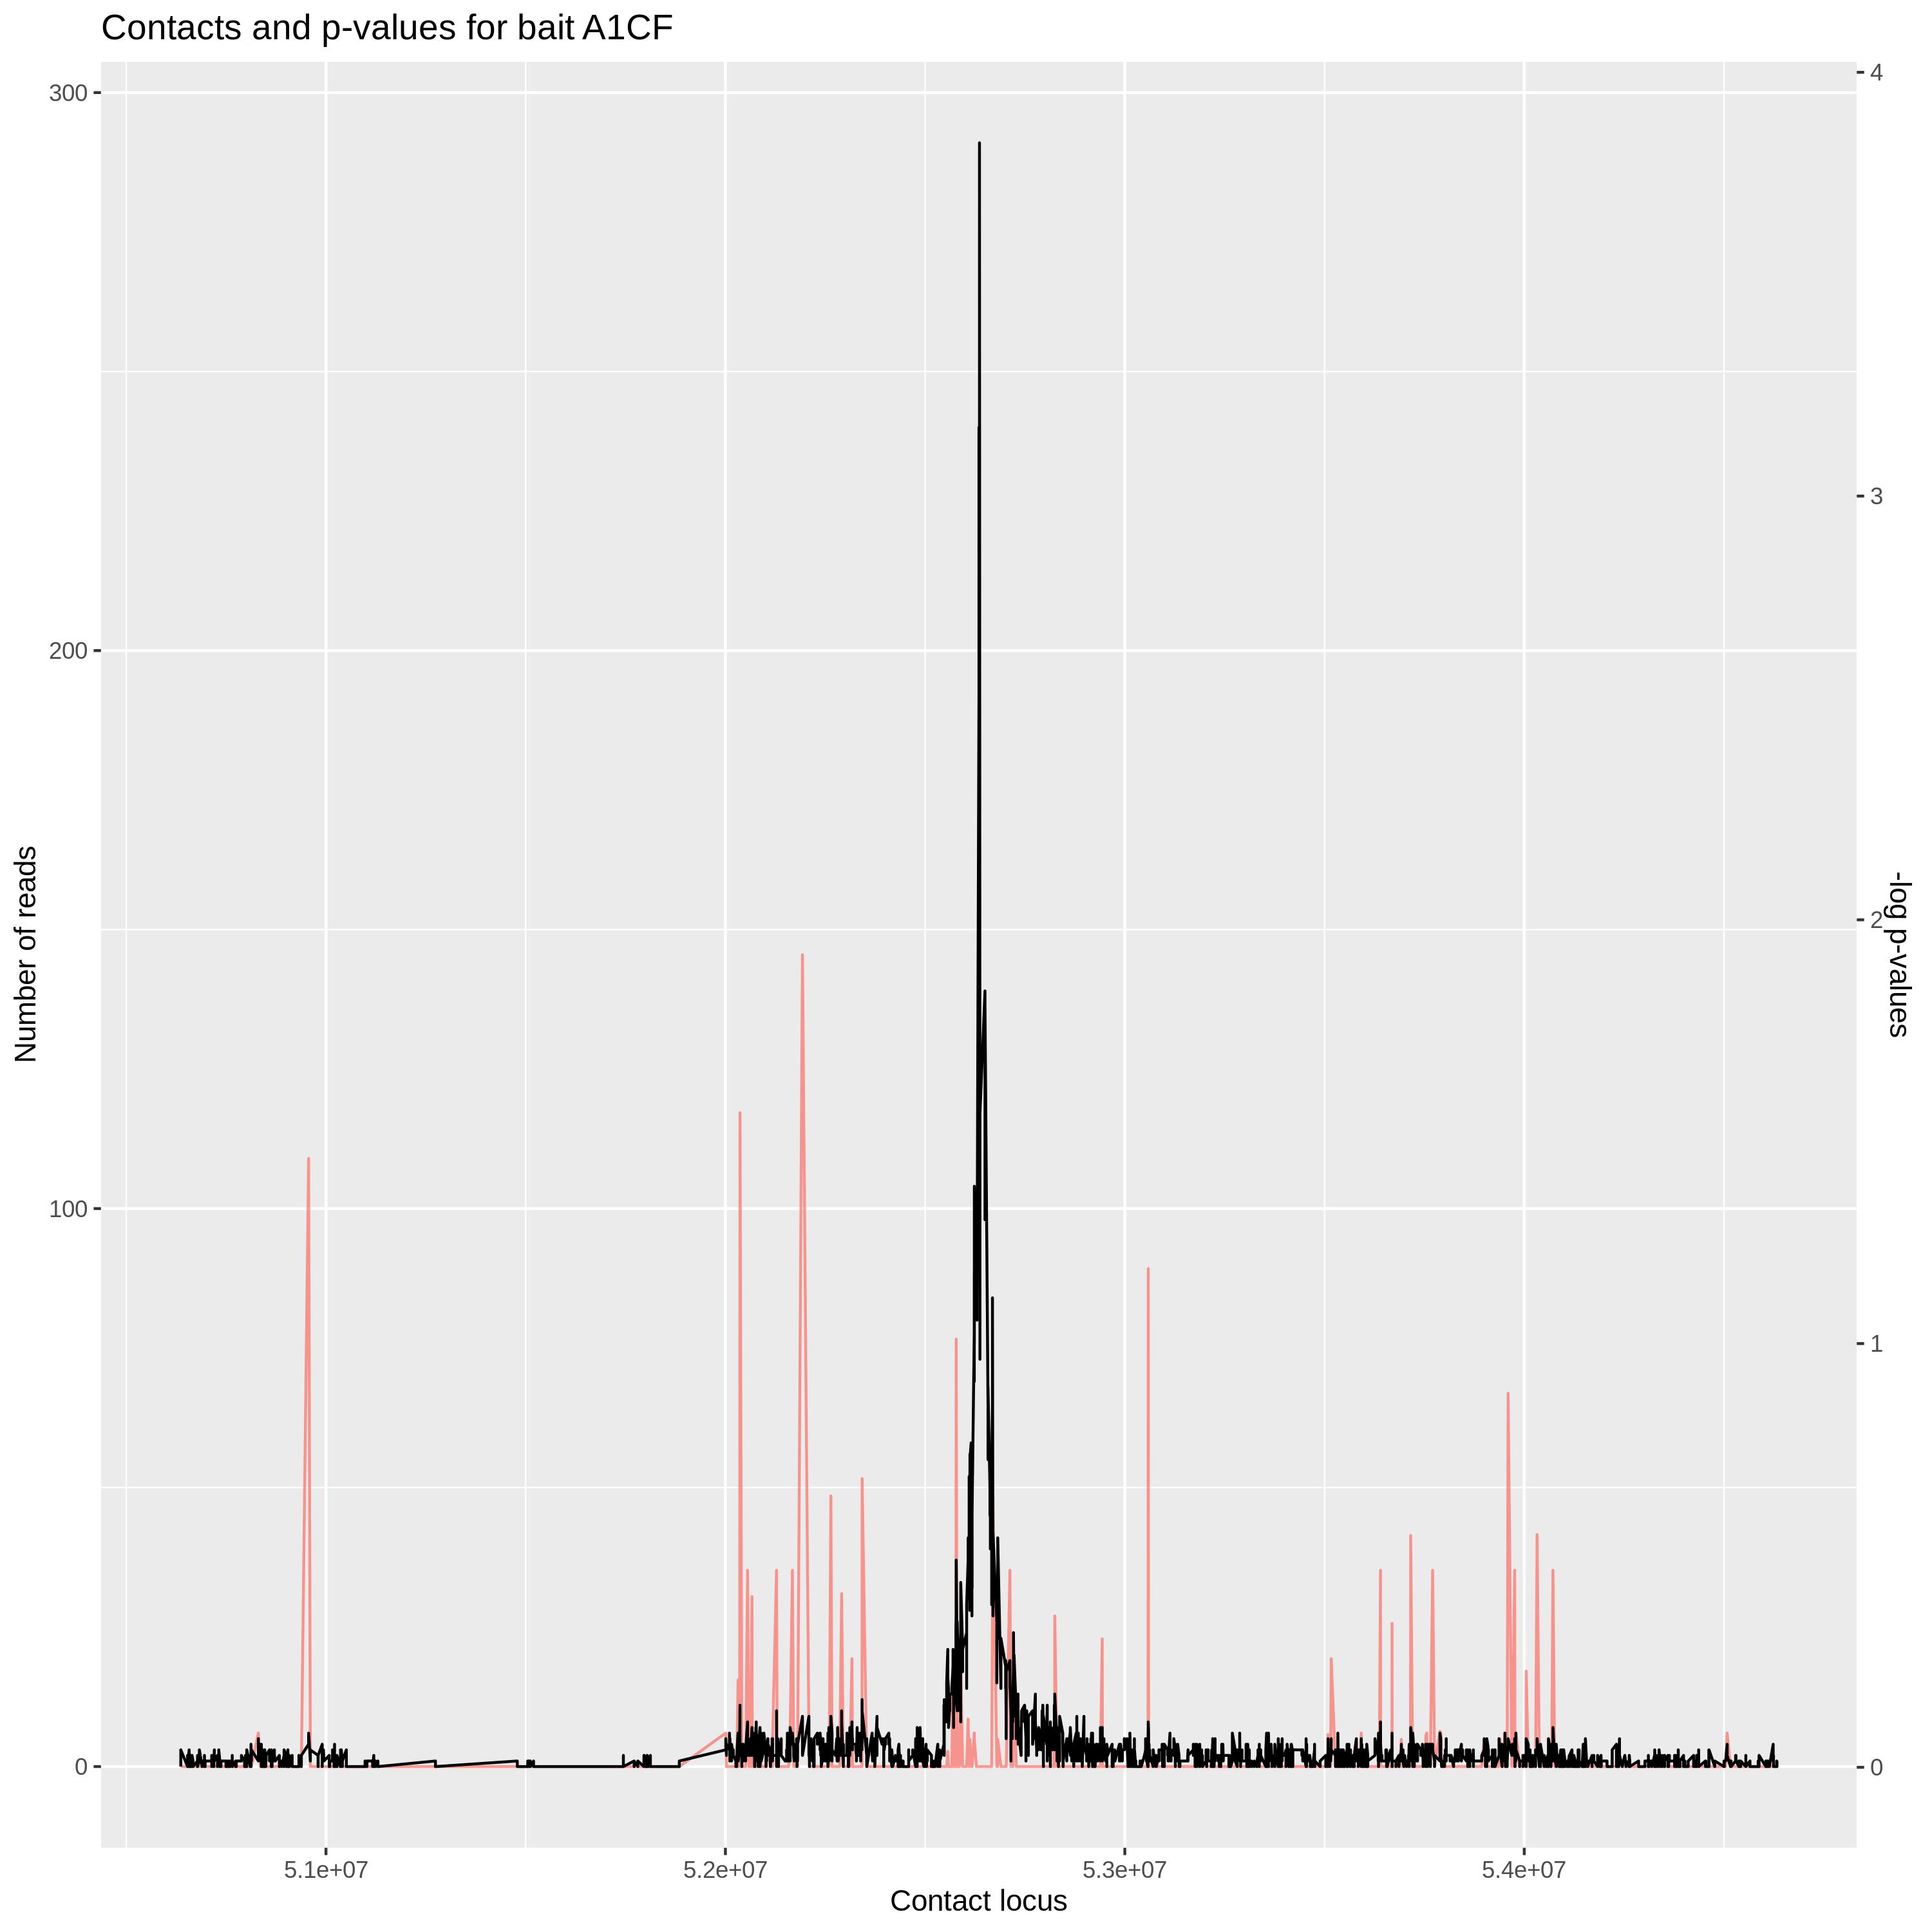 Contacts and p-values for bait A1CF
300
200
100
0
Number of reads
4
3
2
1
0
-log p-values
5.1e+07
5.2e+07
5.3e+07
5.4e+07
Contact locus